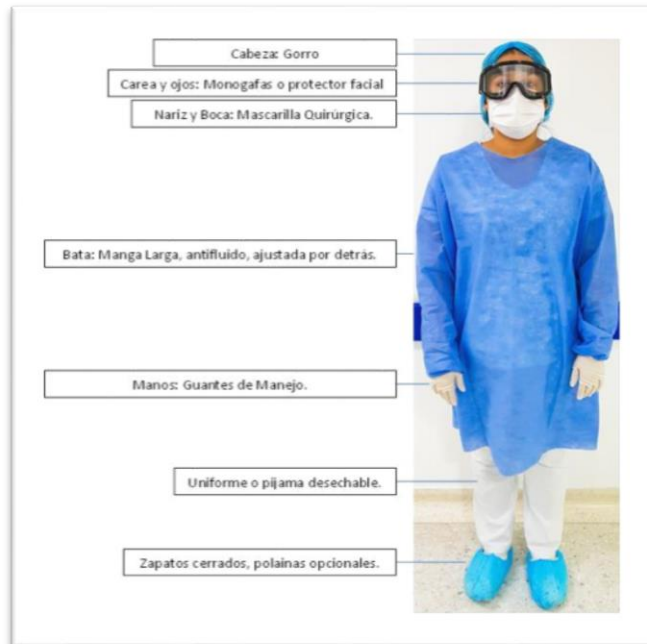 Cabeza: Gorro
Carea y ojos: Monogafas o protector facial
Nariz y Boca: Mascarilla Quirúrgica.
Bata: Manga Larga, antifluido, ajustada por detrás.
Manos: Guantes de Manejo.
Uniforme o pijama desechable.
Zapatos cerrados, polainas opcionales.